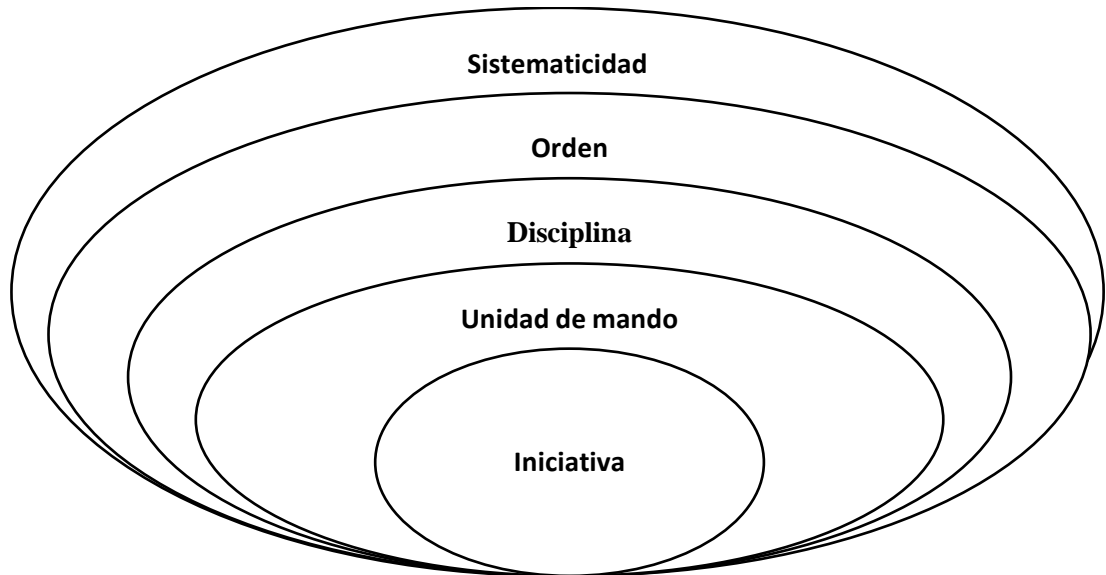 Sistematicidad
Orden
Disciplina
Unidad de mando
Iniciativa